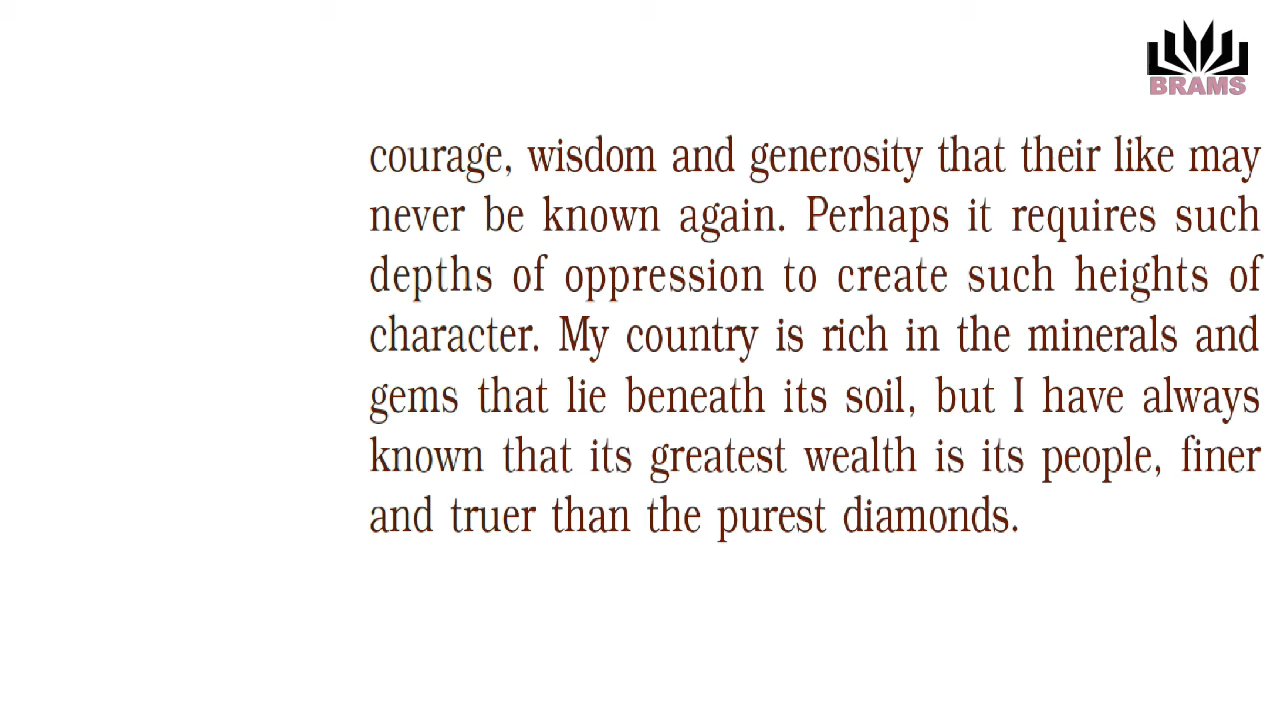 BRAMS
courage, wisdom and generosity that their like may
never be known again. Perhaps it requires such
depths of oppression to create such heights of
character. My country is rich in the minerals and
gems that lie beneath its soil, but I have always
known that its greatest wealth is its people, finer
and truer than the purest diamonds.